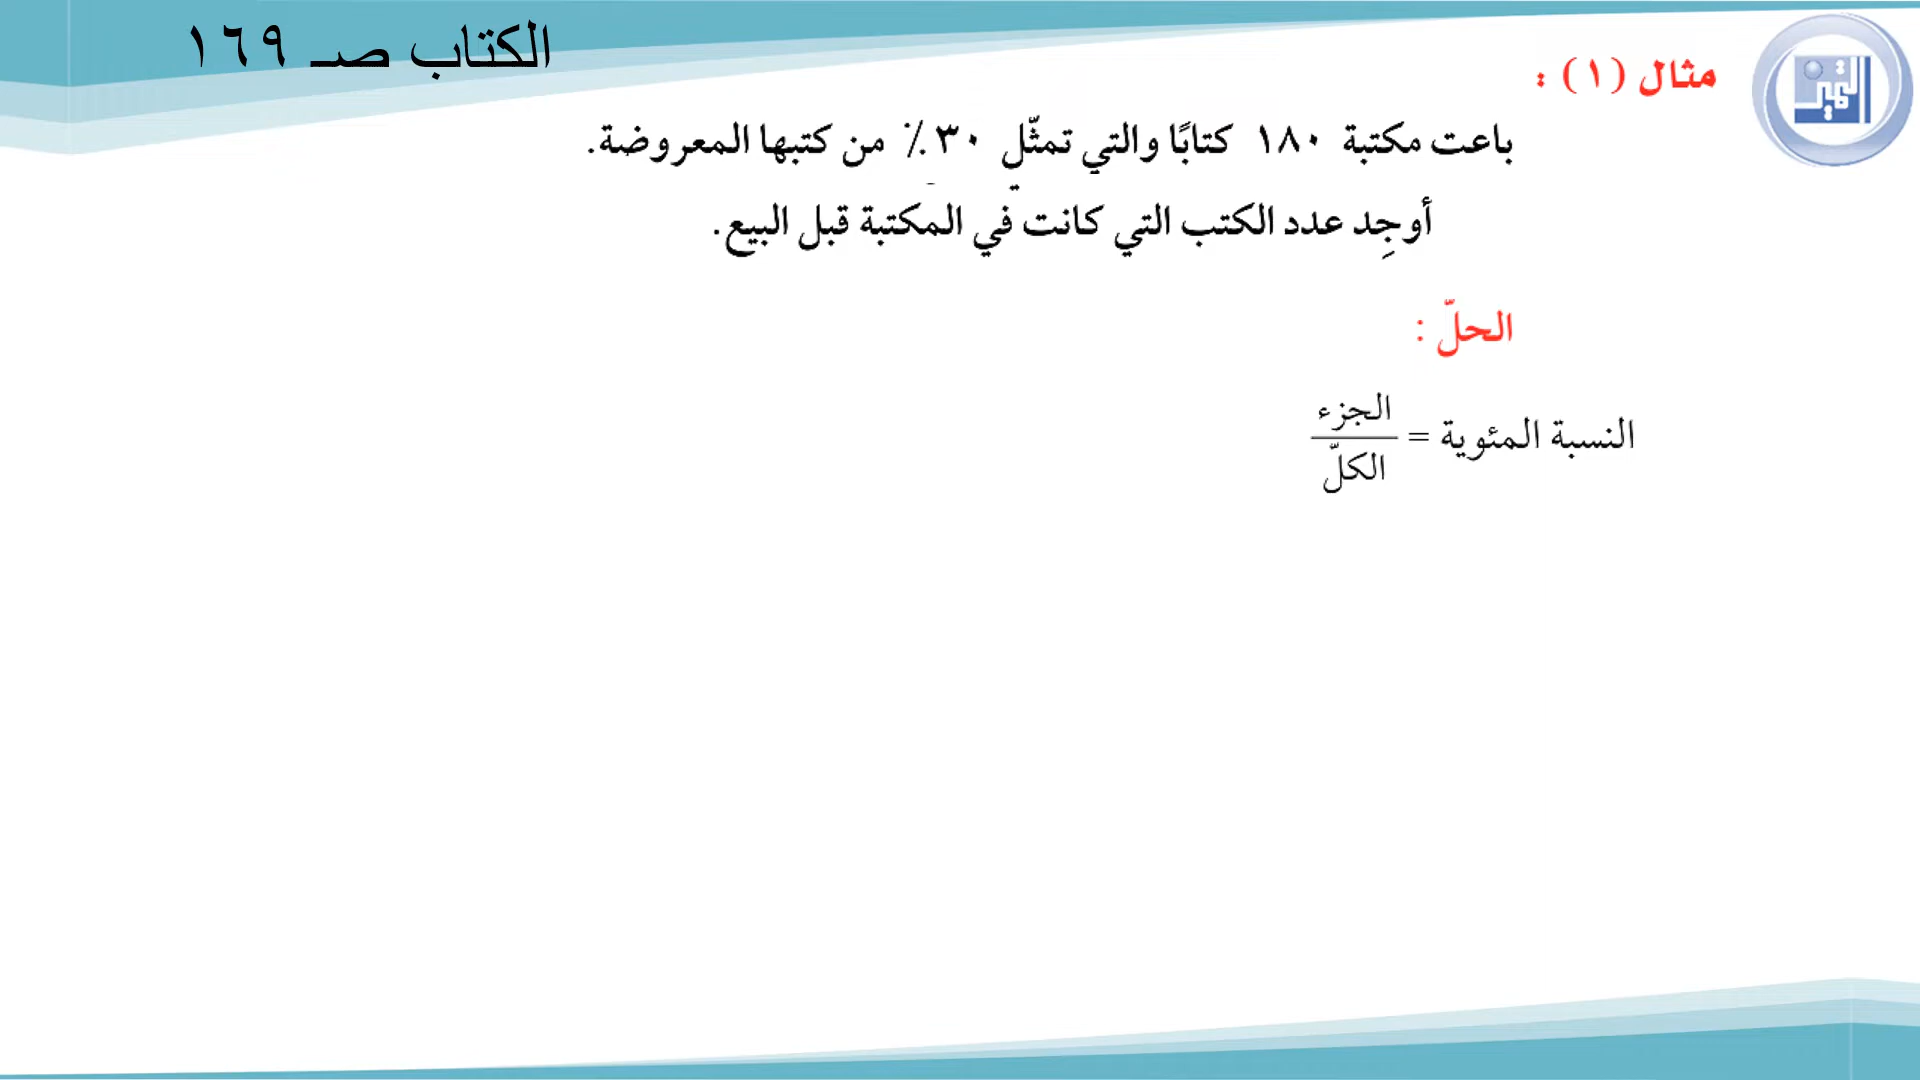 الكتاب صـ ١٦٩
مثال (١) :
باعت مكتبة ١٨٠ كتابًا والتي تمثّل ٣٠ ٪ من كتبها المعروضة.
أوجِد عدد الكتب التي كانت في المكتبة قبل البيع.
الحلّ :
النسبة المئوية = الجزء
الكلّ
التميز